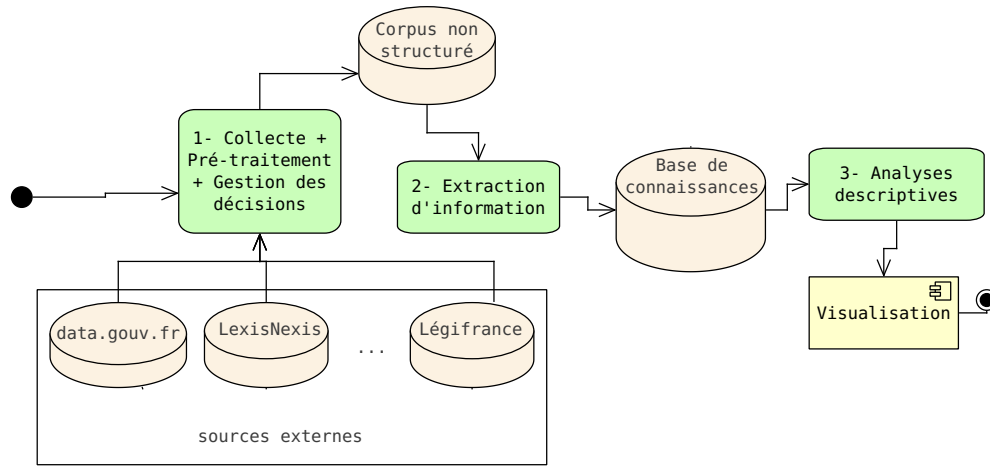 Corpus non
structuré
1- Collecte +
Pré-traitement
+ Gestion des
décisions
2- Extraction
d'information
Base de
connaissances
3- Analyses
descriptives
Visualisation
data.gouv.fr
LexisNexis
...
Légifrance
sources externes